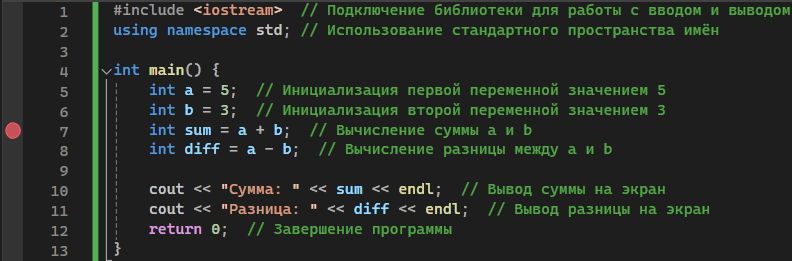 1 #include <iostream>  // Подключение библиотеки для работы с вводом и выводом
2 using namespace std; // Использование стандартного пространства имён
3
4 int main() {
5     int a = 5;  // Инициализация первой переменной значением 5
6     int b = 3;  // Инициализация второй переменной значением 3
7     int sum = a + b;  // Вычисление суммы a и b
8     int diff = a - b;  // Вычисление разницы между a и b
9
10     cout << "Сумма: " << sum << endl;  // Вывод суммы на экран
11     cout << "Разница: " << diff << endl;  // Вывод разницы на экран
12     return 0;  // Завершение программы
13 }